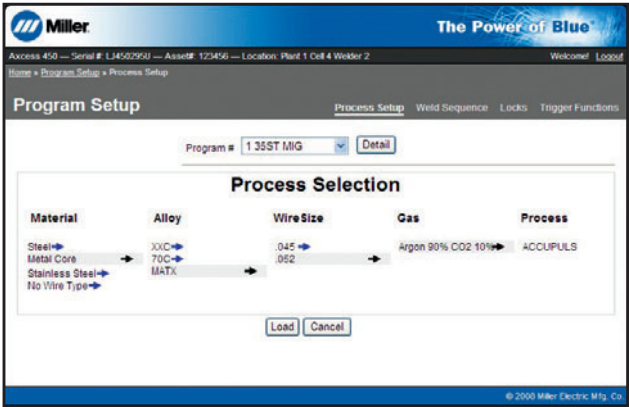 Miller
The Power of Blue
Axcess 450 — Serial #: LJ450295U — Asset#: 123456 — Location: Plant 1 Cell 4 Welder 2 Welcome! Logout
Home » Program Setup » Process Setup
Program Setup
Process Setup Weld Sequence Locks Trigger Functions
Program # 1 35ST MIG Detail
Process Selection
Material Alloy Wire Size Gas Process
Steel XXC .045 Argon 90% CO2 10% ACCUPULS
Metal Core 70C .052
Stainless Steel MATX
No Wire Type
Load Cancel
© 2008 Miller Electric Mfg. Co.